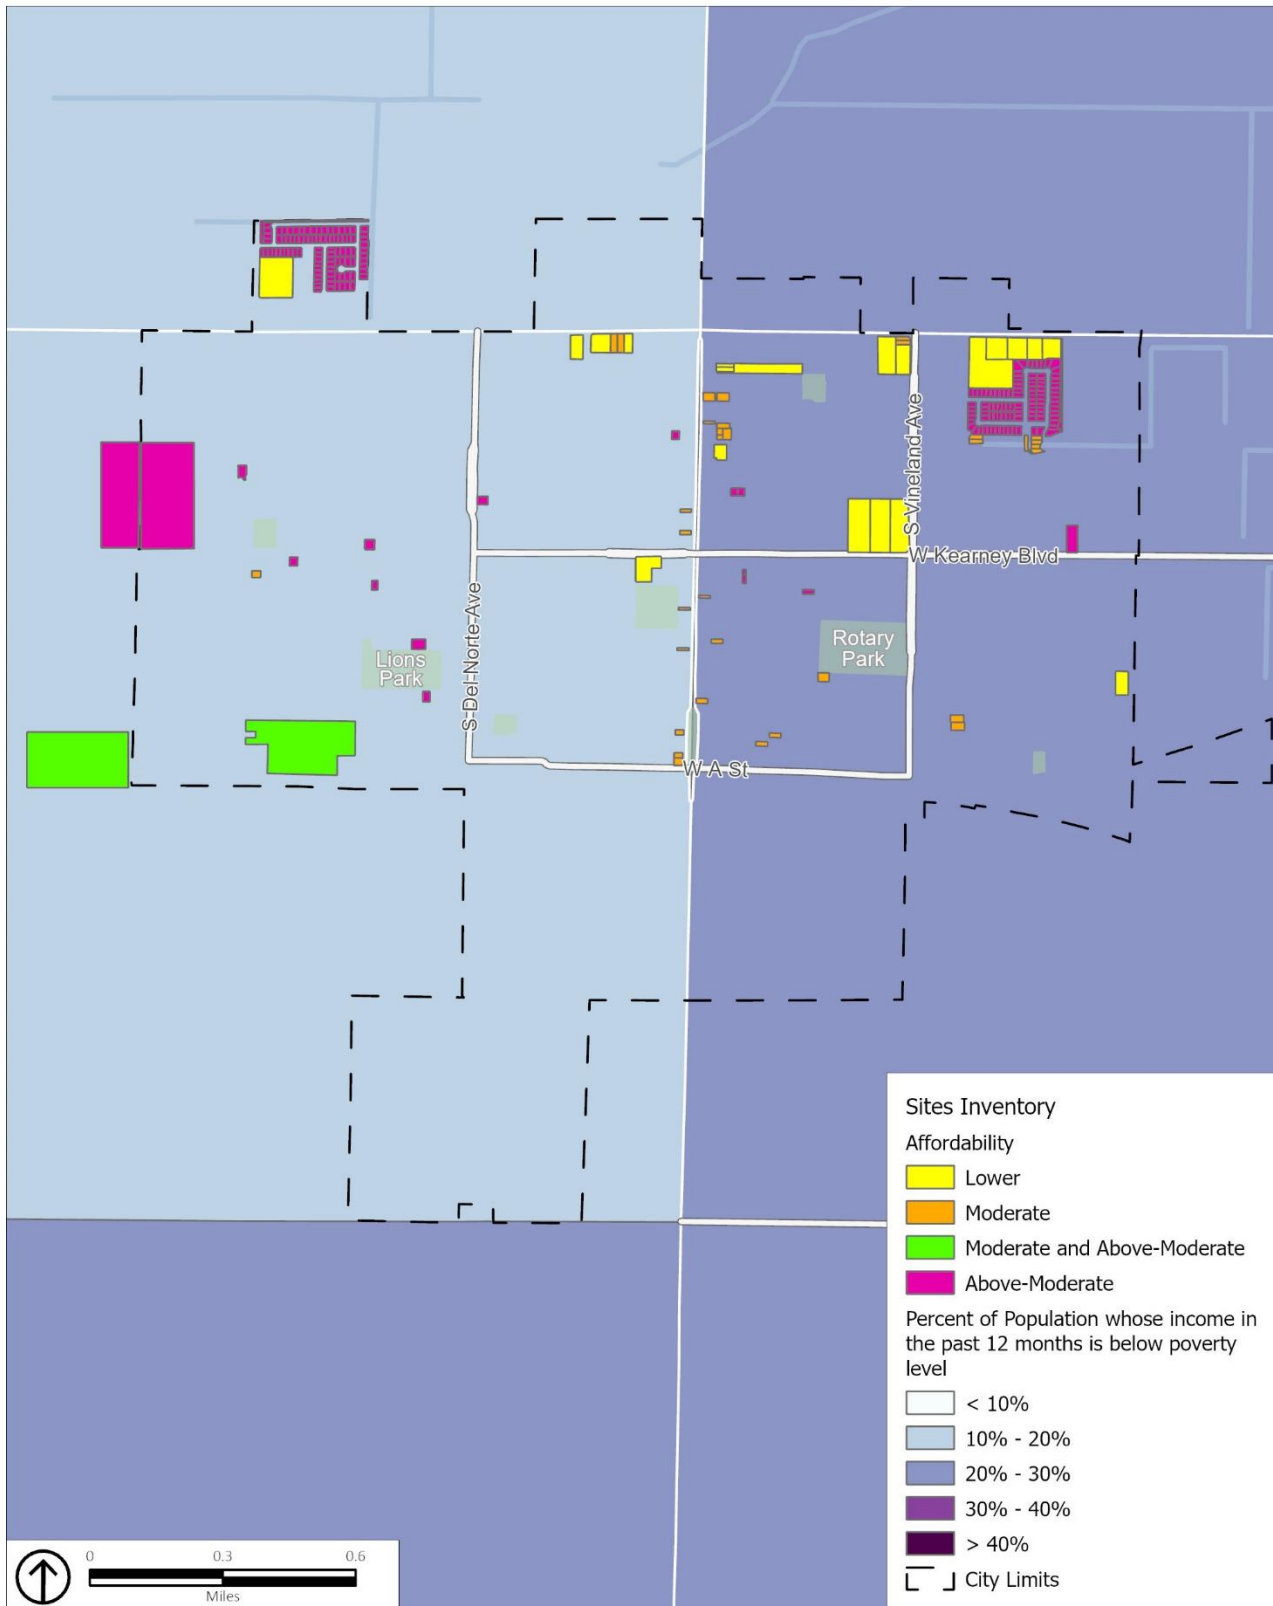 S Vineland Ave
W Kearney Blvd
S Del Norte Ave
Lions
Park
Rotary
Park
W A St
Sites Inventory
Affordability
Lower
Moderate
Moderate and Above-Moderate
Above-Moderate
Percent of Population whose income in
the past 12 months is below poverty
level
< 10%
10% - 20%
20% - 30%
30% - 40%
> 40%
City Limits
0 0.3 0.6
Miles